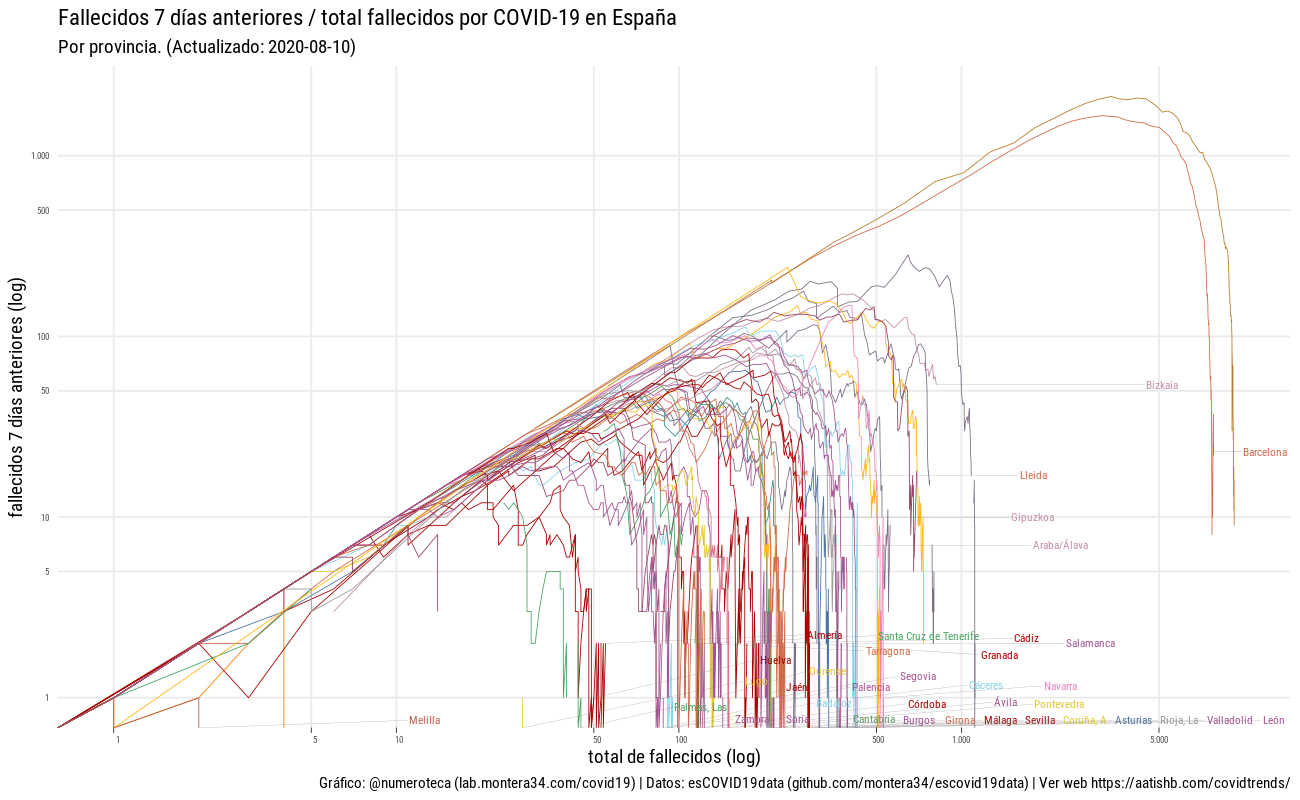 Fallecidos 7 días anteriores / total fallecidos por COVID-19 en España
Por provincia. (Actualizado: 2020-08-10)
fallecidos 7 días anteriores (log)
1.000
500
100
50
10
5
1
Bizkaia
Barcelona
Lleida
Gipuzkoa
Araba/Álava
Almería
Santa Cruz de Tenerife
Cádiz
Salamanca
Tarragona
Granada
Huelva
Ourense
Segovia
Lugo
Jaén
Palencia
Cáceres
Navarra
Badajoz
Córdoba
Ávila
Pontevedra
Palmas, Las
Melilla
Zamora
Soria
Cantabria
Burgos
Girona
Málaga
Sevilla
Coruña, A
Asturias
Rioja, La
Valladolid
León
1
5
10
50
100
500
1.000
5.000
total de fallecidos (log)
Gráfico: @numeroteca (lab.montera34.com/covid19) | Datos: esCOVID19data (github.com/montera34/escovid19data) | Ver web https://aatishb.com/covidtrends/